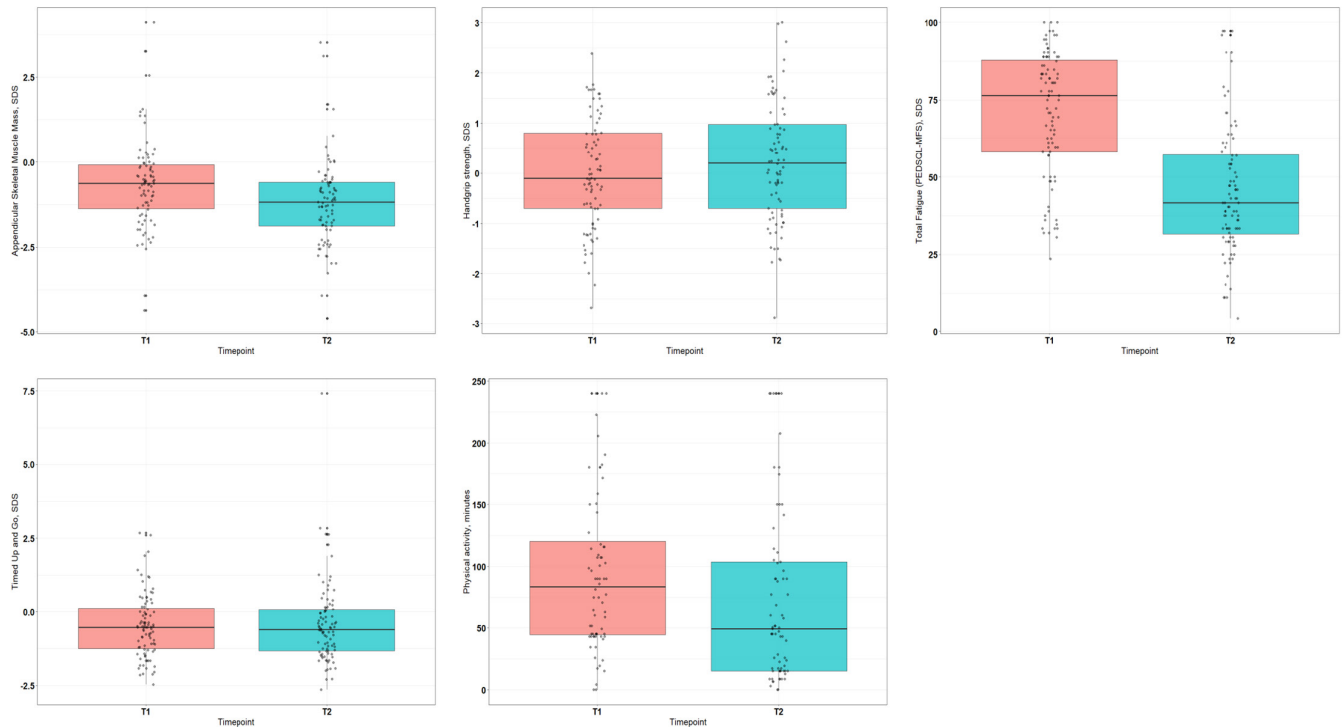 Appendicular Skeletal Muscle Mass, SDS
2.5
0.0
-2.5
-5.0
T1 T2
Timepoint
Handgrip strength, SDS
3
2
1
0
-1
-2
-3
T1 T2
Timepoint
Total Fatigue (PEDSQL-MFS), SDS
100
75
50
25
0
T1 T2
Timepoint
Timed Up and Go, SDS
7.5
5.0
2.5
0.0
-2.5
T1 T2
Timepoint
Physical activity, minutes
250
200
150
100
50
0
T1 T2
Timepoint